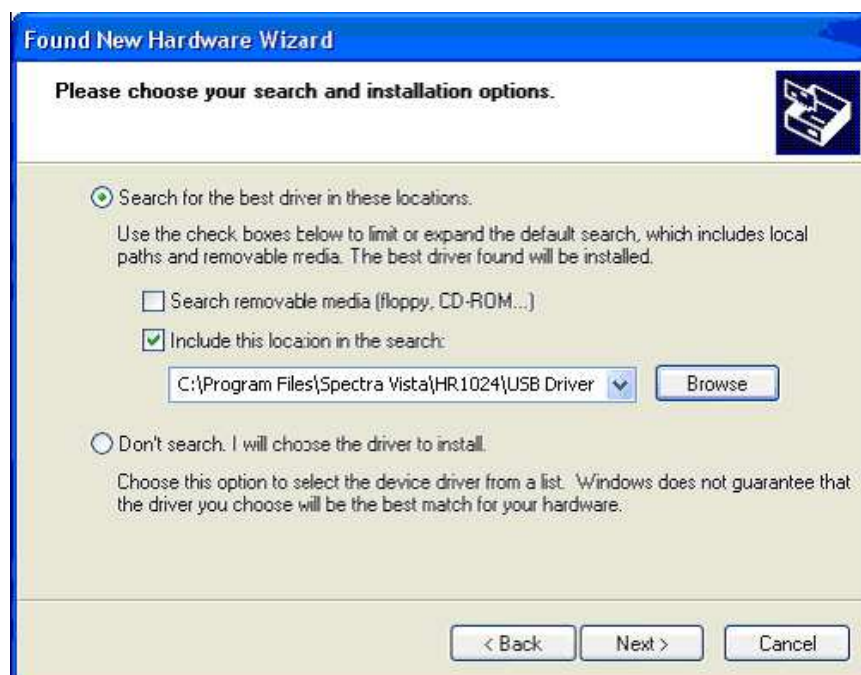 Found New Hardware Wizard
Please choose your search and installation options.
Search for the best driver in these locations.
Use the check boxes below to limit or expand the default search, which includes local
paths and removable media. The best driver found will be installed.
Search removable media (floppy, CD-ROM...)
Include this location in the search:
C:\Program Files\Spectra Vista\HR1024\USB Driver
Browse
Don't search. I will choose the driver to install.
Choose this option to select the device driver from a list. Windows does not guarantee that
the driver you choose will be the best match for your hardware.
< Back
Next >
Cancel